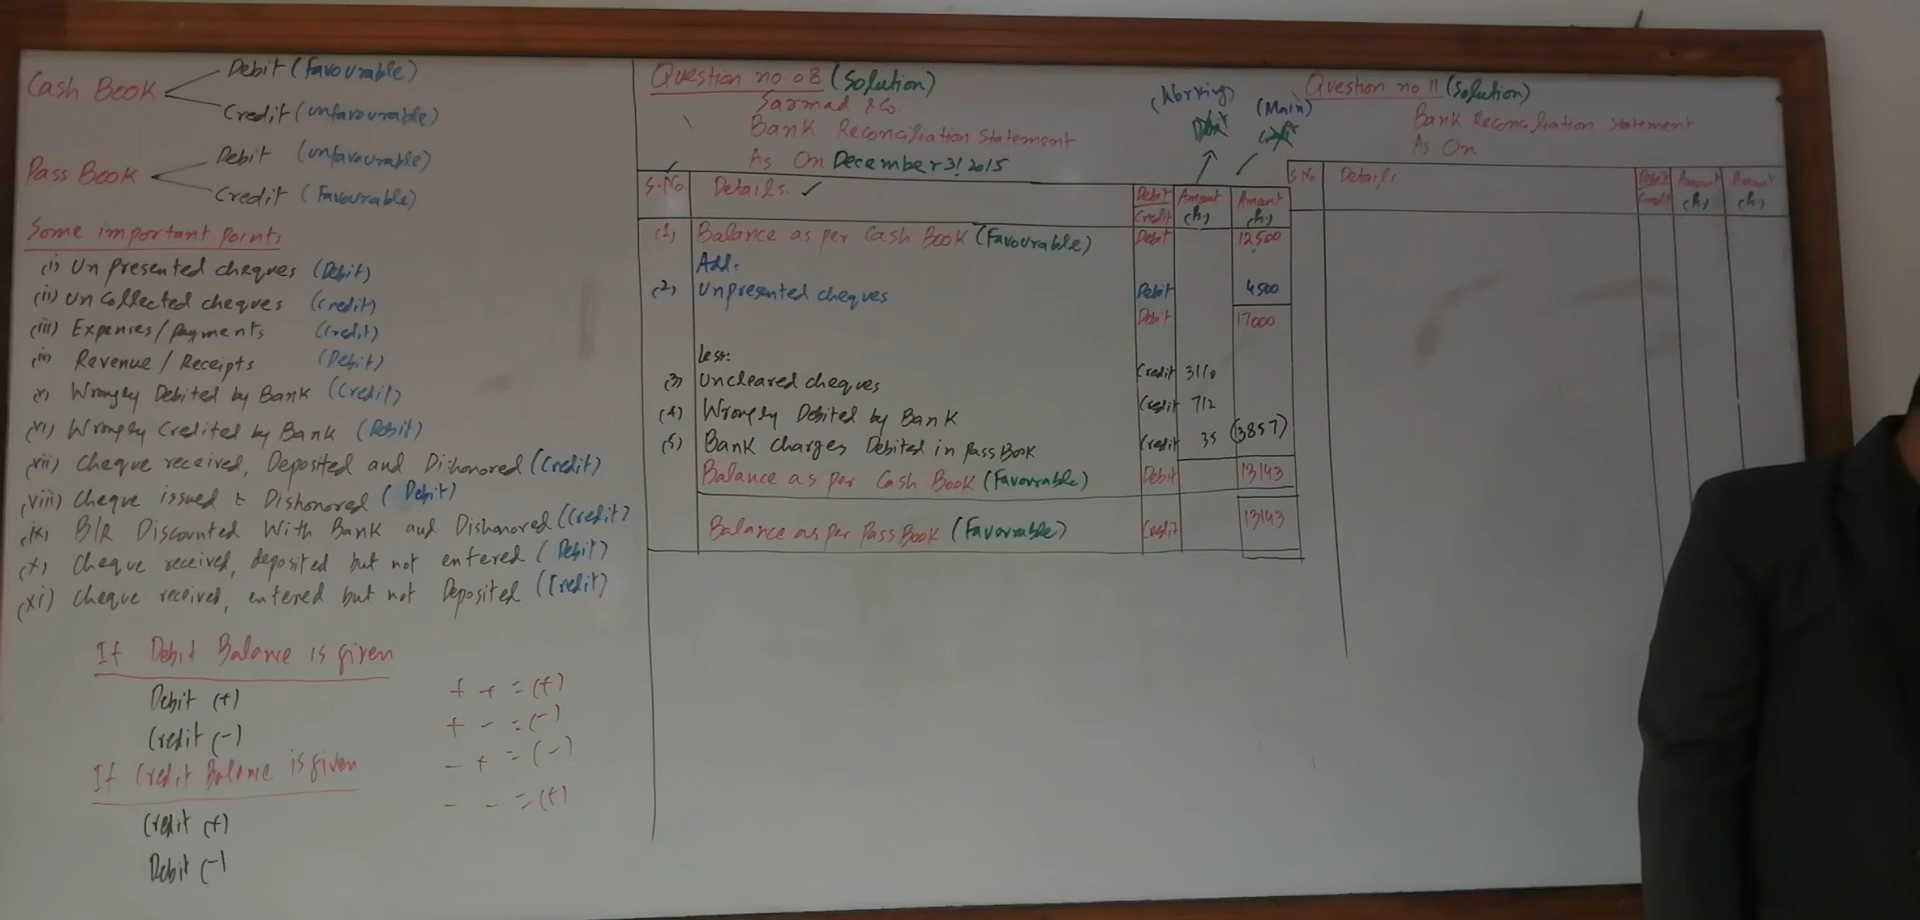 Cash Book
Debit (Favourable)
Credit (unfavourable)
Pass Book
Debit (unfavourable)
Credit (Favourable)
Some important points
(i) Unpresented cheques (Debit)
(ii) Uncollected cheques (Credit)
(iii) Expenses/Payments (Credit)
(iv) Revenue/Receipts (Debit)
(v) Wrongly Debited by Bank (Credit)
(vi) Wrongly Credited by Bank (Debit)
(vii) Cheque received, Deposited and Dishonored (Credit)
(viii) Cheque issued & Dishonored (Debit)
(ix) B/R Discounted With Bank and Dishonored (Credit)
(x) Cheque received, deposited but not entered (Debit)
(xi) Cheque received, entered but not Deposited (Credit)
If Debit Balance is given
Debit (+)
Credit (-)
If Credit Balance is given
Credit (+)
Debit (-)
+ + = (+)
+ - = (-)
- + = (-)
- - = (+)
Question no 08 (Solution)
Sarmad & Co.
Bank Reconciliation Statement
As On December 31 2015
(Working)
(Main)
S.No Details Debit Credit Amount (Rs) Amount (Rs)
(1) Balance as per Cash Book (Favourable) Debit 12500
Add:
(2) Unpresented cheques Debit 4500
Debit 17000
Less:
(3) Uncleared cheques Credit 3110
(4) Wrongly Debited by Bank Credit 712
(5) Bank charges Debited in Pass Book Credit 35 (3857)
Balance as per Cash Book (Favourable) Debit 13143
Balance as per Pass Book (Favourable) Credit 13143
Question no 11 (Solution)
Bank Reconciliation Statement
As On
S.No Details Debit Credit Amount (Rs) Amount (Rs)